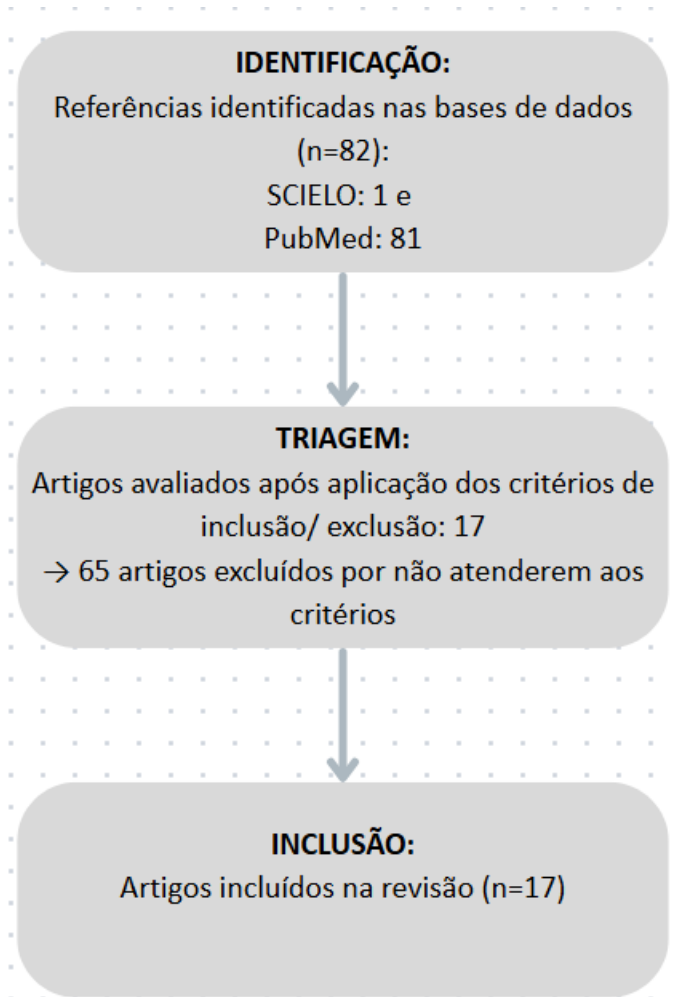 IDENTIFICAÇÃO:
Referências identificadas nas bases de dados
(n=82):
SCIELO: 1 e
PubMed: 81
TRIAGEM:
Artigos avaliados após aplicação dos critérios de
inclusão/ exclusão: 17
→ 65 artigos excluídos por não atenderem aos
critérios
INCLUSÃO:
Artigos incluídos na revisão (n=17)